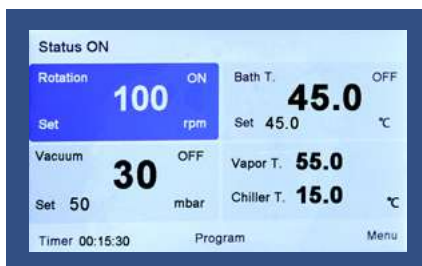 Status ON
Rotation ON
100
Set rpm
Bath T. OFF
45.0
Set 45.0 ℃
Vacuum OFF
30
Set 50 mbar
Vapor T. 55.0
Chiller T. 15.0 ℃
Timer 00:15:30 Program Menu